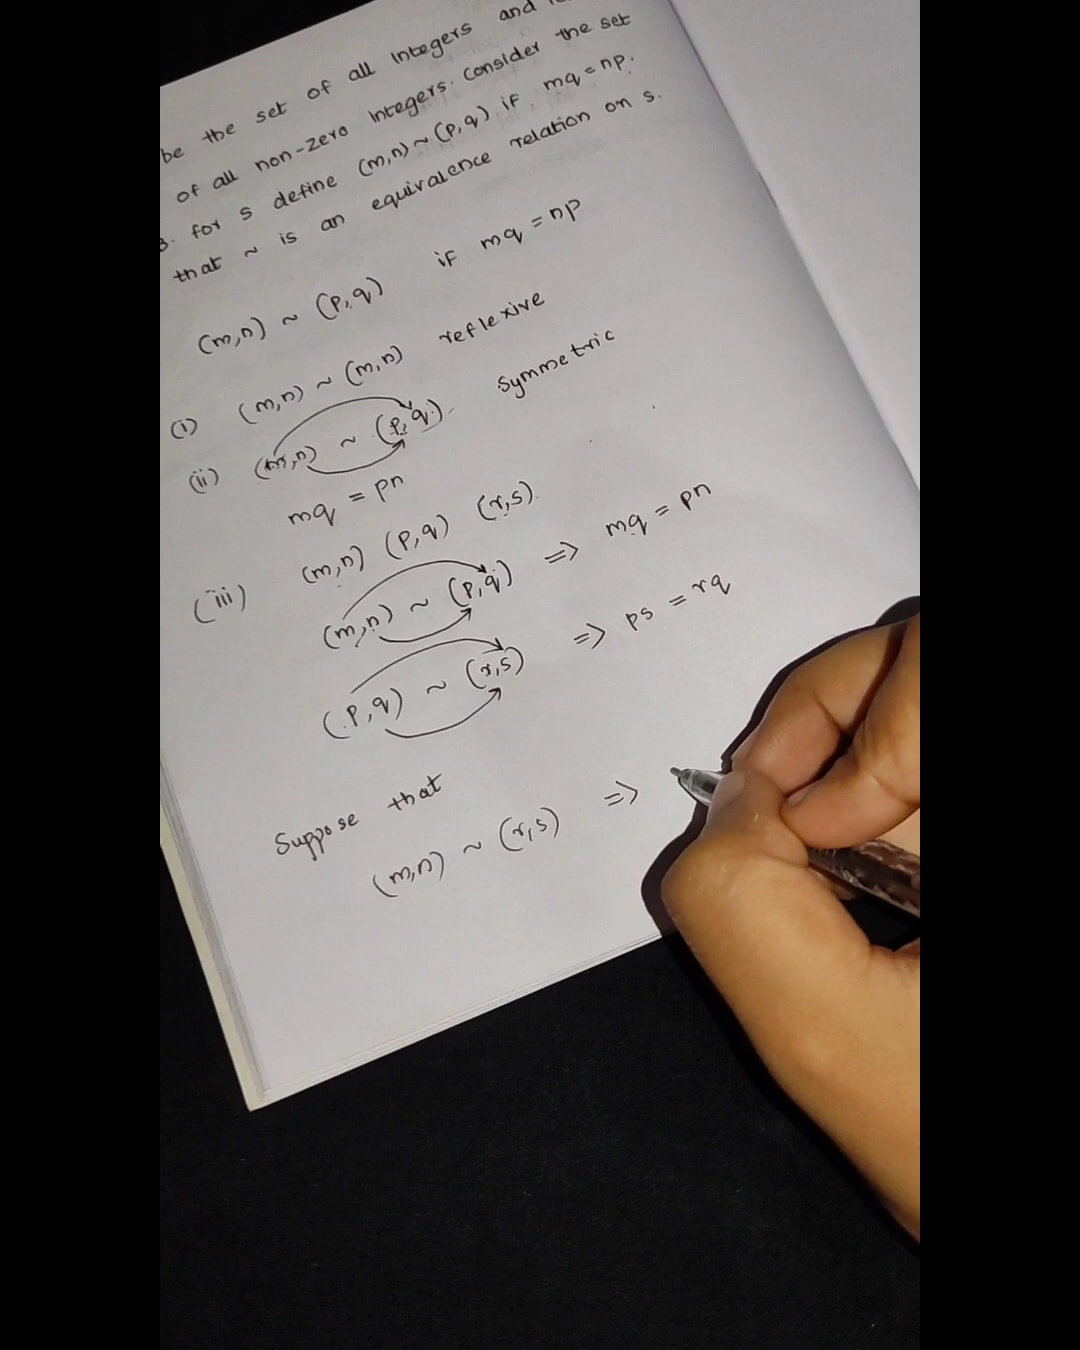 be the set of all integers and
of all non-zero integers. Consider the set
for s define (m,n) ~ (p,q) if mq = np.
that ~ is an equivalence relation on s.
(m,n) ~ (p,q) if mq = np
(i) (m,n) ~ (m,n) reflexive
(ii) (m,n) ~ (p,q). Symmetric
mq = pn
(iii) (m,n) (p,q) (r,s).
(m,n) ~ (p,q) => mq = pn
(p,q) ~ (r,s) => ps = rq
Suppose that
(m,n) ~ (r,s) =>